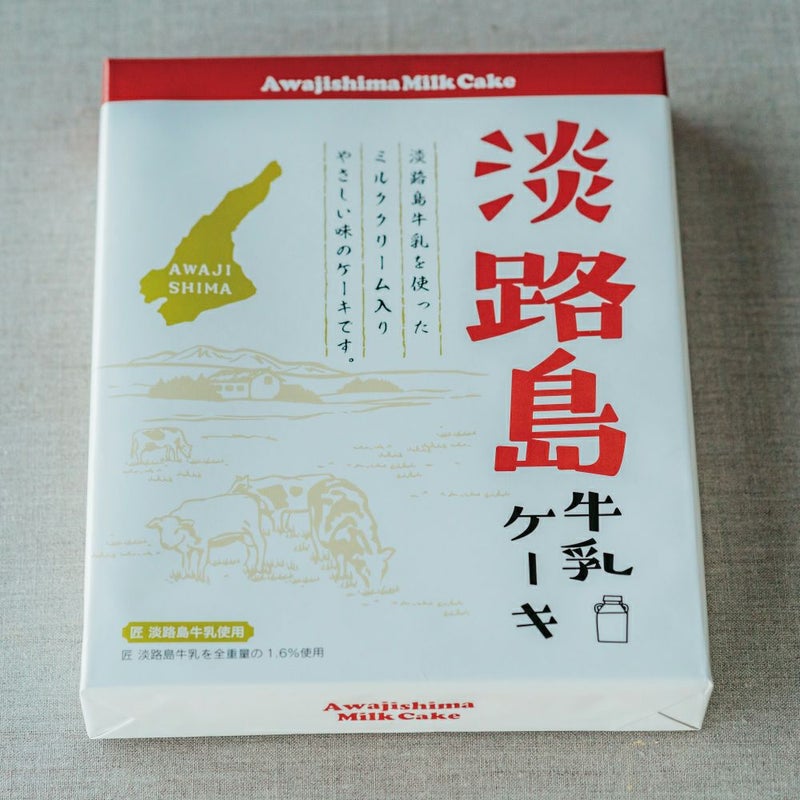 Awajishima Milk Cake
淡路島
牛乳
ケーキ
淡路島牛乳を使った
ミルククリーム入り
やさしい味のケーキです。
AWAJI
SHIMA
匠 淡路島牛乳使用
匠 淡路島牛乳を全重量の1.6%使用
Awajishima
Milk Cake